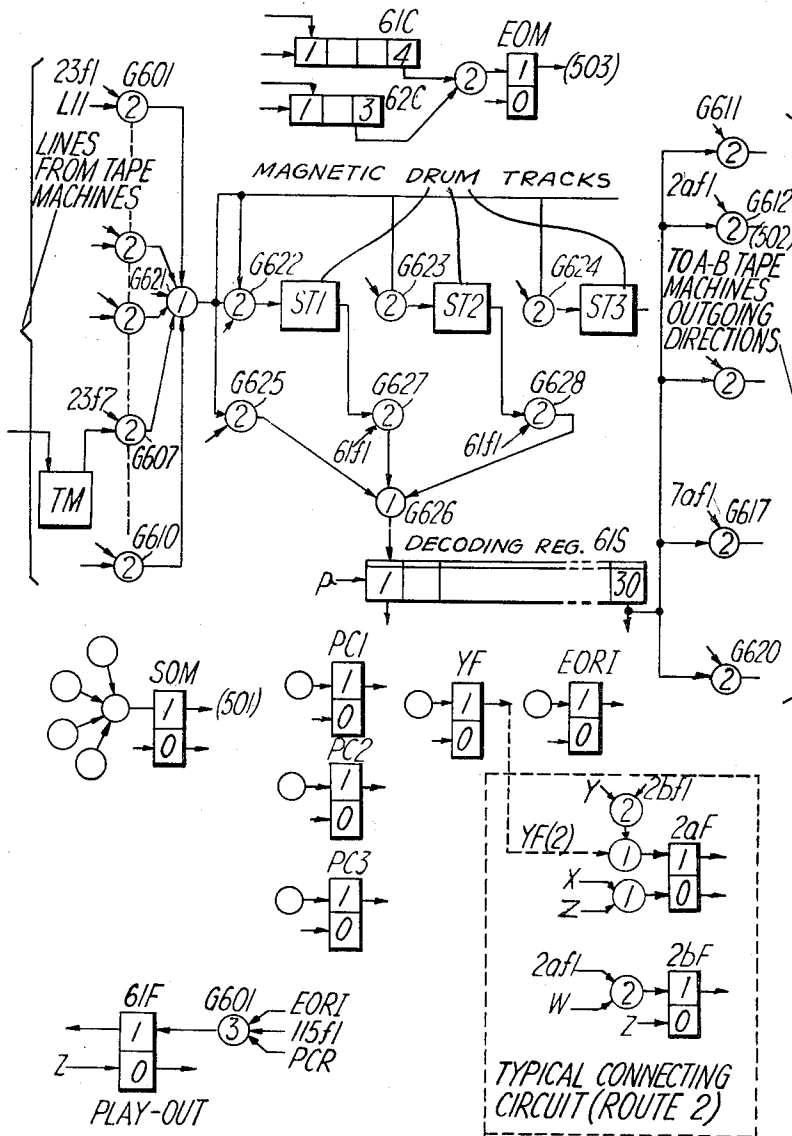 61C
EOM
1 4
2
1
(503)
0
62C
1 3
23f1
G601
L11
2
LINES
FROM TAPE
MACHINES
2
G621
1
2
23f7
2
G607
TM
G610
2
MAGNETIC DRUM TRACKS
G622
2
ST1
G623
2
ST2
G624
2
ST3
G625
2
G627
2
61f1
G628
2
61f1
1
G626
DECODING REG. 61S
P
1 30
G611
2
2af1
G612
2
(502)
TO A-B TAPE
MACHINES
OUTGOING
DIRECTIONS
2
7af1
G617
2
G620
2
SOM
1
(501)
0
PC1
1
0
PC2
1
0
PC3
1
0
YF
1
0
EORI
1
0
Y
2bf1
2
YF(2)
1
2aF
1
0
X
Z
1
2af1
W
2
2bF
1
Z
0
TYPICAL CONNECTING
CIRCUIT (ROUTE 2)
61F
1
Z
0
PLAY-OUT
G601
3
EORI
115f1
PCR